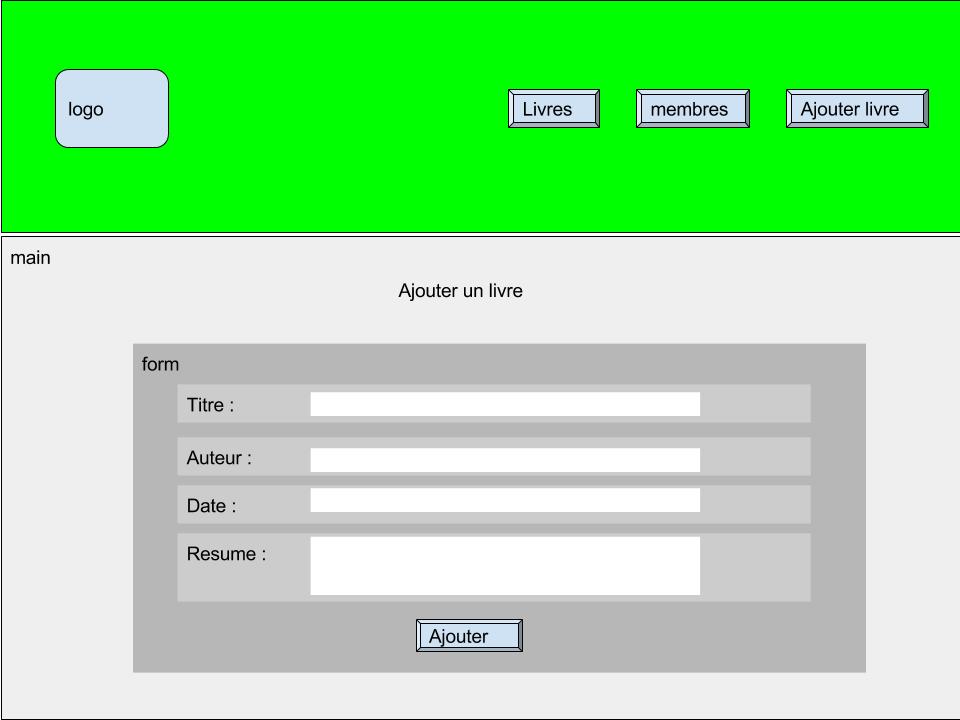 logo
Livres
membres
Ajouter livre
main
Ajouter un livre
form
Titre :
Auteur :
Date :
Resume :
Ajouter